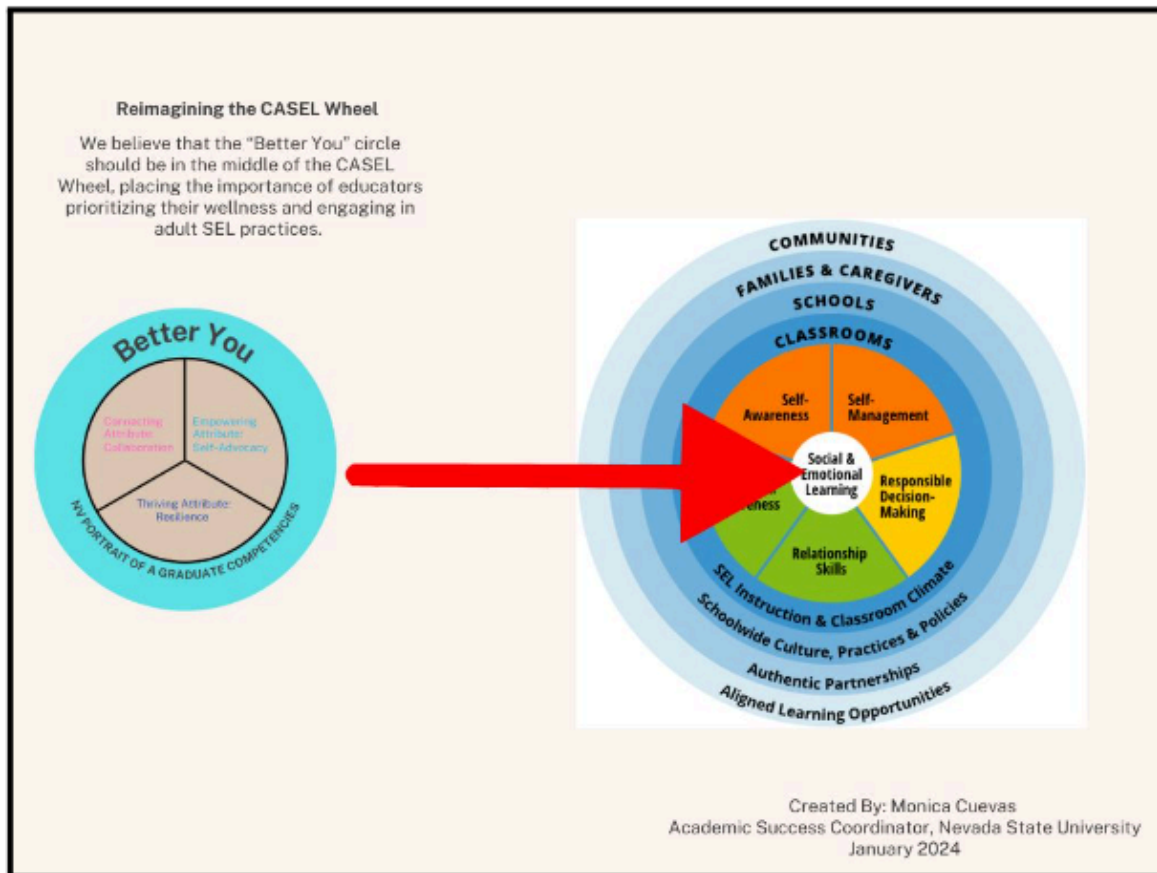 Reimagining the CASEL Wheel
We believe that the "Better You" circle
should be in the middle of the CASEL
Wheel, placing the importance of educators
prioritizing their wellness and engaging in
adult SEL practices.
Better You
Connecting
Attribute:
Collaboration
Empowering
Attribute:
Self-Advocacy
Thriving Attribute:
Resilience
NV PORTRAIT OF A GRADUATE COMPETENCIES
COMMUNITIES
FAMILIES & CAREGIVERS
SCHOOLS
CLASSROOMS
Self-
Awareness
Self-
Management
Social &
Emotional
Learning
Responsible
Decision-
Making
Relationship
Skills
SEL Instruction & Classroom Climate
Schoolwide Culture, Practices & Policies
Authentic Partnerships
Aligned Learning Opportunities
Created By: Monica Cuevas
Academic Success Coordinator, Nevada State University
January 2024